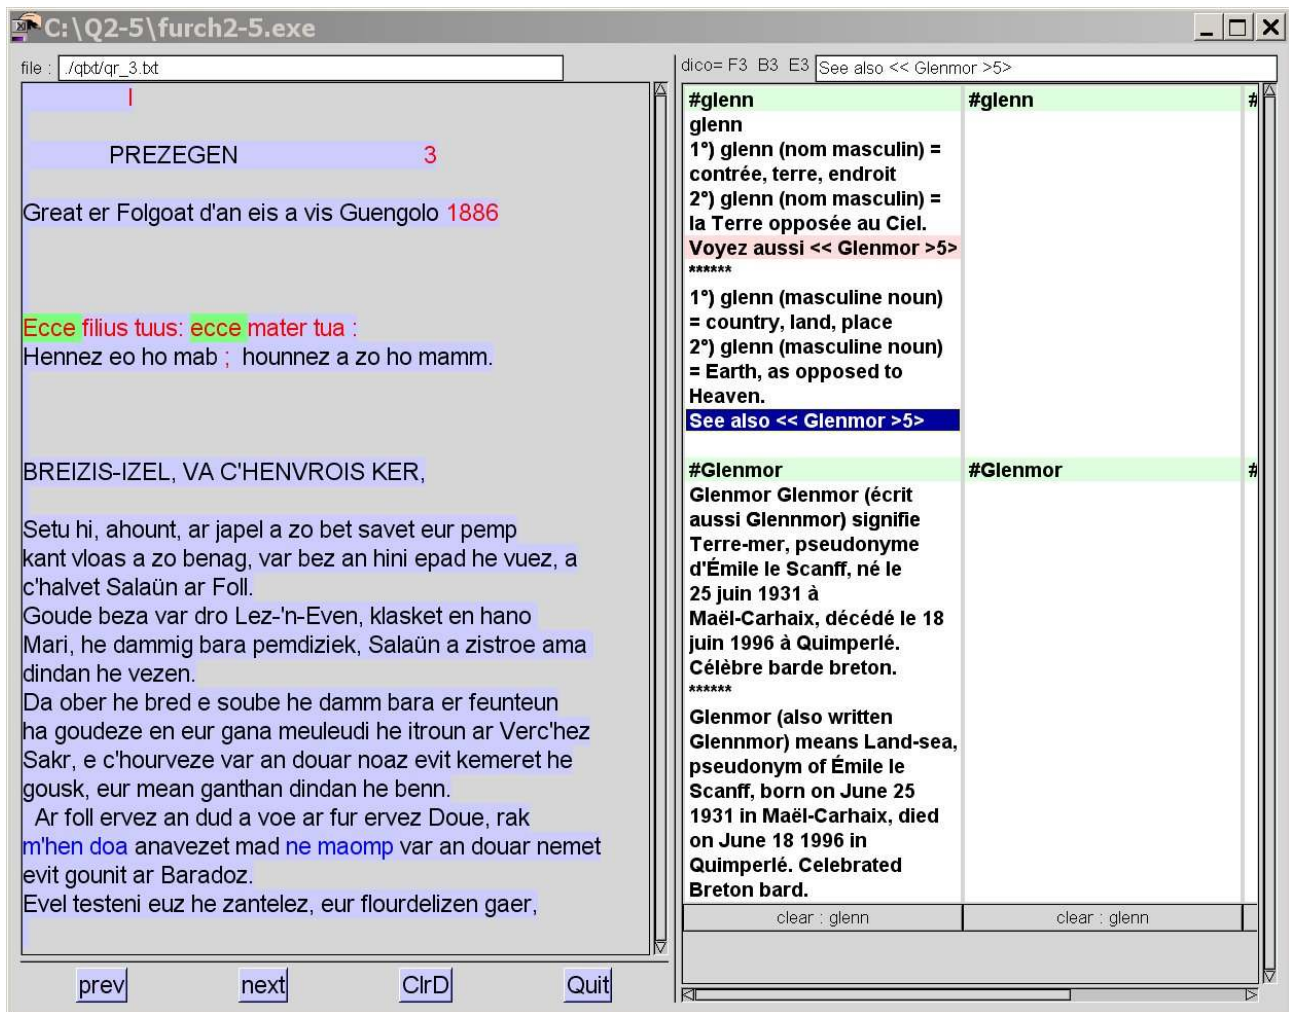 C:\Q2-5\furch2-5.exe
file : ./qtxt/qr_3.txt
I
PREZEGEN 3
Great er Folgoat d'an eis a vis Guengolo 1886
Ecce filius tuus: ecce mater tua :
Hennez eo ho mab ; hounnez a zo ho mamm.
BREIZIS-IZEL, VA C'HENVROIS KER,
Setu hi, ahount, ar japel a zo bet savet eur pemp
kant vloas a zo benag, var bez an hini epad he vuez, a
c'halvet Salaün ar Foll.
Goude beza var dro Lez-'n-Even, klasket en hano
Mari, he dammig bara pemdiziek, Salaün a zistroe ama
dindan he vezen.
Da ober he bred e soube he damm bara er feunteun
ha goudeze en eur gana meuleudi he itroun ar Verc'hez
Sakr, e c'hourveze var an douar noaz evit kemeret he
gousk, eur mean ganthan dindan he benn.
Ar foll ervez an dud a voe ar fur ervez Doue, rak
m'hen doa anavezet mad ne maomp var an douar nemet
evit gounit ar Baradoz.
Evel testeni euz he zantelez, eur flourdelizen gaer,
prev next ClrD Quit
dico= F3 B3 E3 See also << Glenmor >5>
#glenn #glenn #
glenn
1°) glenn (nom masculin) =
contrée, terre, endroit
2°) glenn (nom masculin) =
la Terre opposée au Ciel.
Voyez aussi << Glenmor >5>
******
1°) glenn (masculine noun)
= country, land, place
2°) glenn (masculine noun)
= Earth, as opposed to
Heaven.
See also << Glenmor >5>
#Glenmor #Glenmor #
Glenmor Glenmor (écrit
aussi Glennmor) signifie
Terre-mer, pseudonyme
d'Émile le Scanff, né le
25 juin 1931 à
Maël-Carhaix, décédé le 18
juin 1996 à Quimperlé.
Célèbre barde breton.
******
Glenmor (also written
Glennmor) means Land-sea,
pseudonym of Émile le
Scanff, born on June 25
1931 in Maël-Carhaix, died
on June 18 1996 in
Quimperlé. Celebrated
Breton bard.
clear : glenn clear : glenn